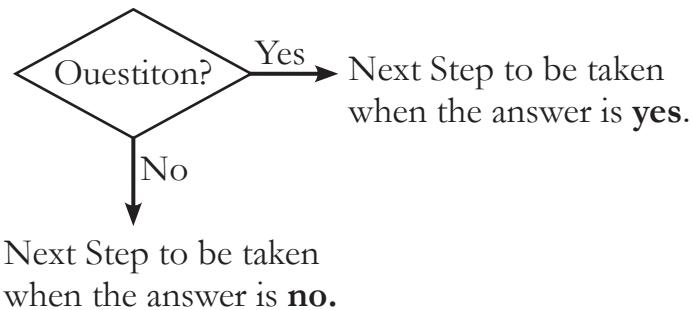 Ouestiton?
Yes
Next Step to be taken
when the answer is yes.
No
Next Step to be taken
when the answer is no.